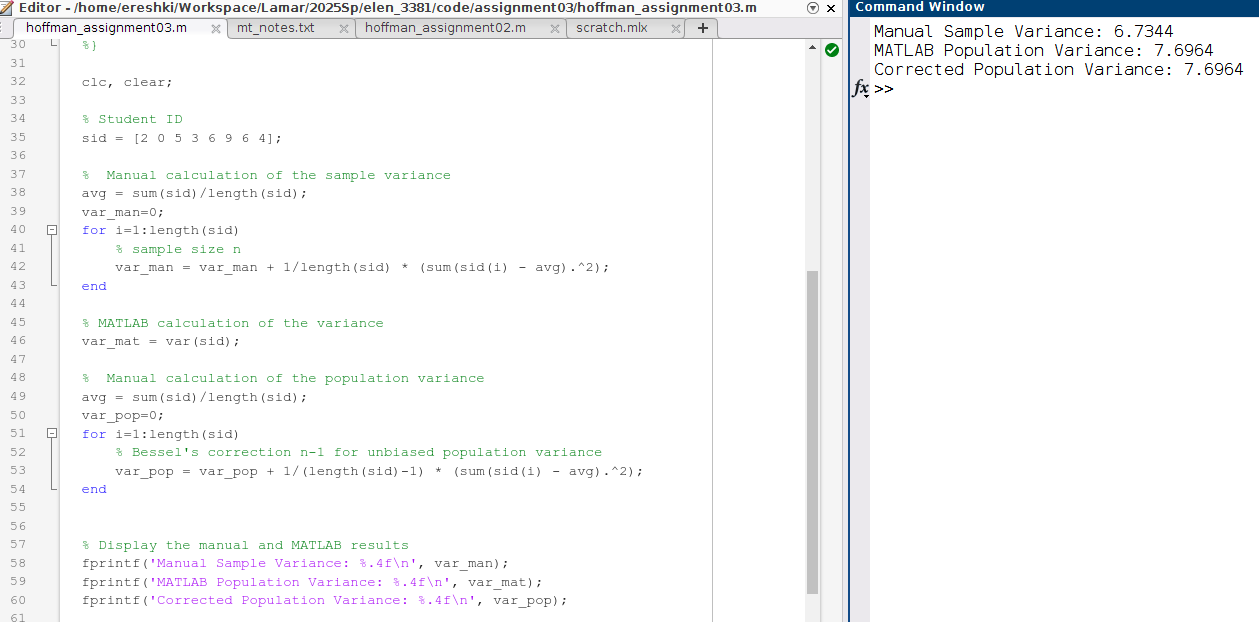 Editor - /home/ereshki/Workspace/Lamar/2025Sp/elen_3381/code/assignment03/hoffman_assignment03.m
hoffman_assignment03.m mt_notes.txt hoffman_assignment02.m scratch.mlx +
30 %}
31
32 clc, clear;
33
34 % Student ID
35 sid = [2 0 5 3 6 9 6 4];
36
37 %  Manual calculation of the sample variance
38 avg = sum(sid)/length(sid);
39 var_man=0;
40 for i=1:length(sid)
41 % sample size n
42 var_man = var_man + 1/length(sid) * (sum(sid(i) - avg).^2);
43 end
44
45 % MATLAB calculation of the variance
46 var_mat = var(sid);
47
48 %  Manual calculation of the population variance
49 avg = sum(sid)/length(sid);
50 var_pop=0;
51 for i=1:length(sid)
52 % Bessel's correction n-1 for unbiased population variance
53 var_pop = var_pop + 1/(length(sid)-1) * (sum(sid(i) - avg).^2);
54 end
55
56
57 % Display the manual and MATLAB results
58 fprintf('Manual Sample Variance: %.4f\n', var_man);
59 fprintf('MATLAB Population Variance: %.4f\n', var_mat);
60 fprintf('Corrected Population Variance: %.4f\n', var_pop);
61
Command Window
Manual Sample Variance: 6.7344
MATLAB Population Variance: 7.6964
Corrected Population Variance: 7.6964
fx >>